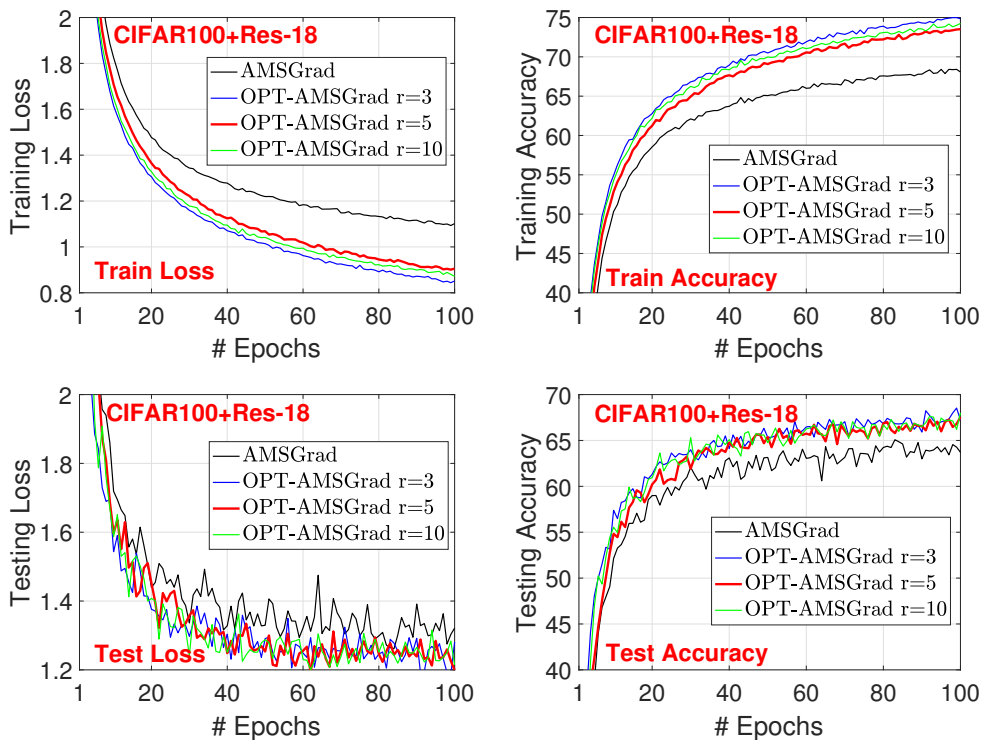 CIFAR100+Res-18
AMSGrad
OPT-AMSGrad r=3
OPT-AMSGrad r=5
OPT-AMSGrad r=10
Train Loss
Training Loss
2
1.8
1.6
1.4
1.2
1
0.8
1 20 40 60 80 100
# Epochs
CIFAR100+Res-18
AMSGrad
OPT-AMSGrad r=3
OPT-AMSGrad r=5
OPT-AMSGrad r=10
Train Accuracy
Training Accuracy
75
70
65
60
55
50
45
40
1 20 40 60 80 100
# Epochs
CIFAR100+Res-18
AMSGrad
OPT-AMSGrad r=3
OPT-AMSGrad r=5
OPT-AMSGrad r=10
Test Loss
Testing Loss
2
1.8
1.6
1.4
1.2
1 20 40 60 80 100
# Epochs
CIFAR100+Res-18
AMSGrad
OPT-AMSGrad r=3
OPT-AMSGrad r=5
OPT-AMSGrad r=10
Test Accuracy
Testing Accuracy
70
65
60
55
50
45
40
1 20 40 60 80 100
# Epochs